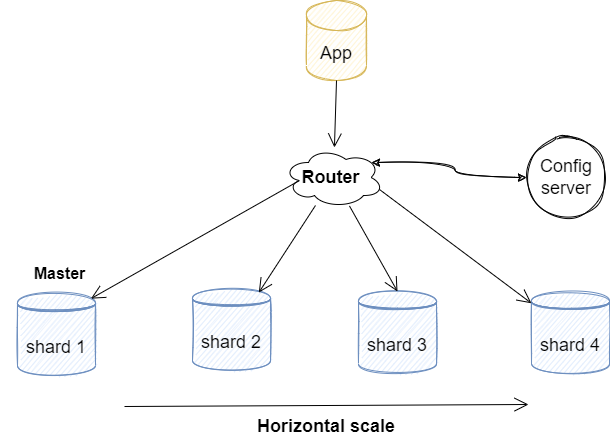 App
Router
Config
server
Master
shard 1
shard 2
shard 3
shard 4
Horizontal scale